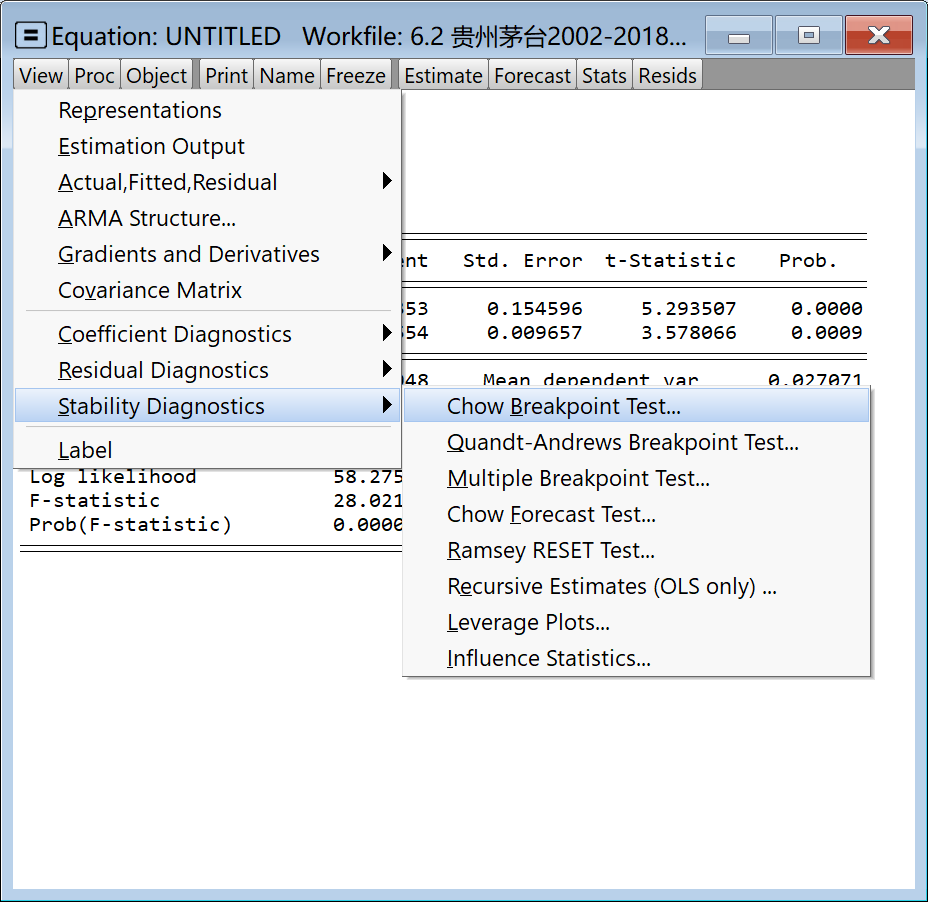 Equation: UNTITLED Workfile: 6.2 贵州茅台2002-2018...
View Proc Object Print Name Freeze Estimate Forecast Stats Resids
Representations
Estimation Output
Actual,Fitted,Residual
ARMA Structure...
Gradients and Derivatives
Covariance Matrix
Coefficient Diagnostics
Residual Diagnostics
Stability Diagnostics
Label
Std. Error t-Statistic Prob.
0.154596 5.293507 0.0000
0.009657 3.578066 0.0009
Mean dependent var 0.027071
Chow Breakpoint Test...
Quandt-Andrews Breakpoint Test...
Multiple Breakpoint Test...
Chow Forecast Test...
Ramsey RESET Test...
Recursive Estimates (OLS only) ...
Leverage Plots...
Influence Statistics...
Log likelihood 58.275
F-statistic 28.021
Prob(F-statistic) 0.0000